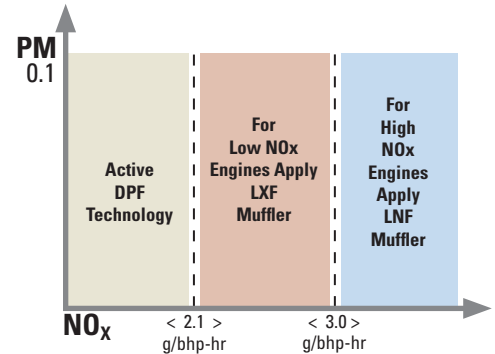 PM
0.1
Active
DPF
Technology
For
Low NOx
Engines Apply
LXF
Muffler
For
High
NOx
Engines
Apply
LNF
Muffler
NOX
< 2.1 >
g/bhp-hr
< 3.0 >
g/bhp-hr